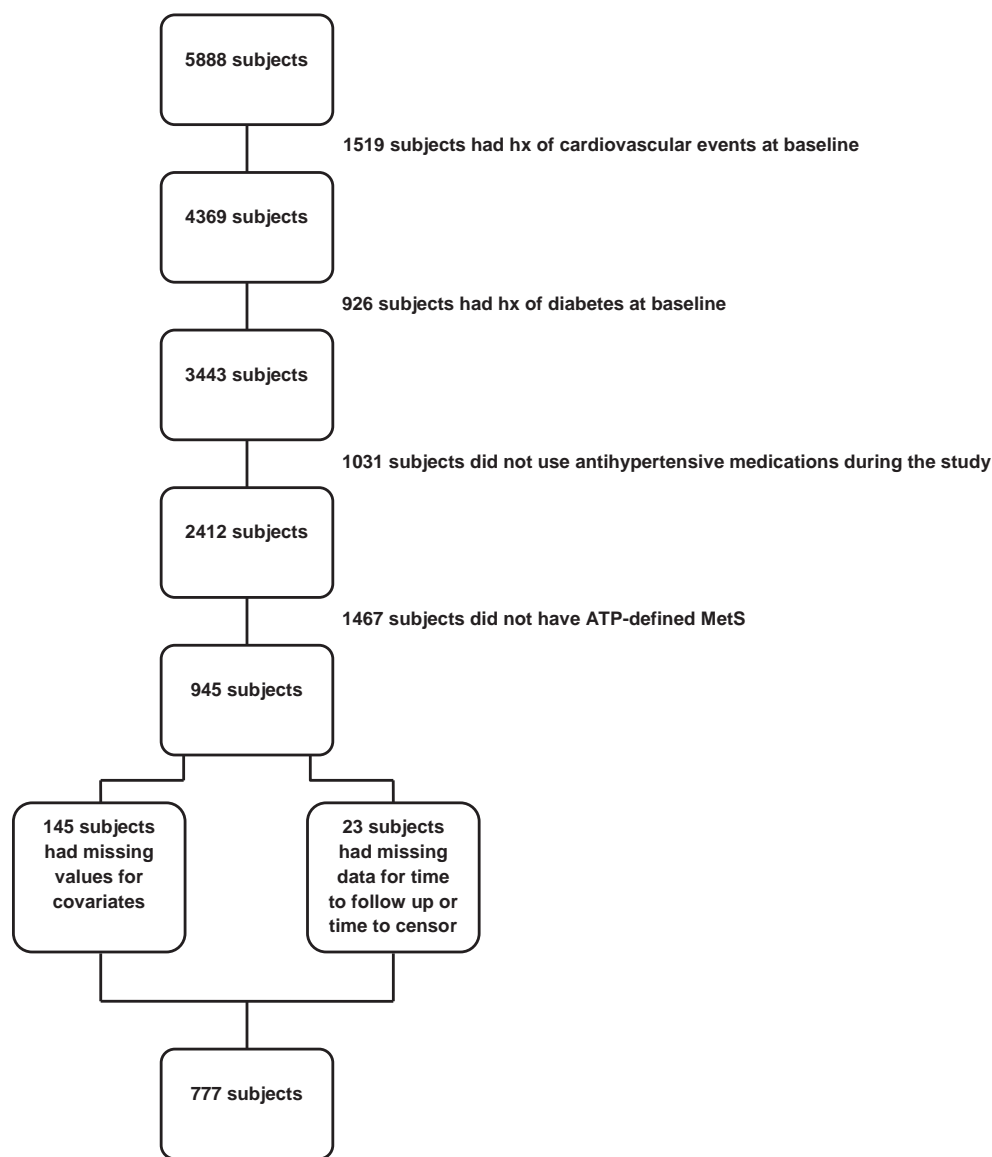 5888 subjects
1519 subjects had hx of cardiovascular events at baseline
4369 subjects
926 subjects had hx of diabetes at baseline
3443 subjects
1031 subjects did not use antihypertensive medications during the study
2412 subjects
1467 subjects did not have ATP-defined MetS
945 subjects
145 subjects
had missing
values for
covariates
23 subjects
had missing
data for time
to follow up or
time to censor
777 subjects